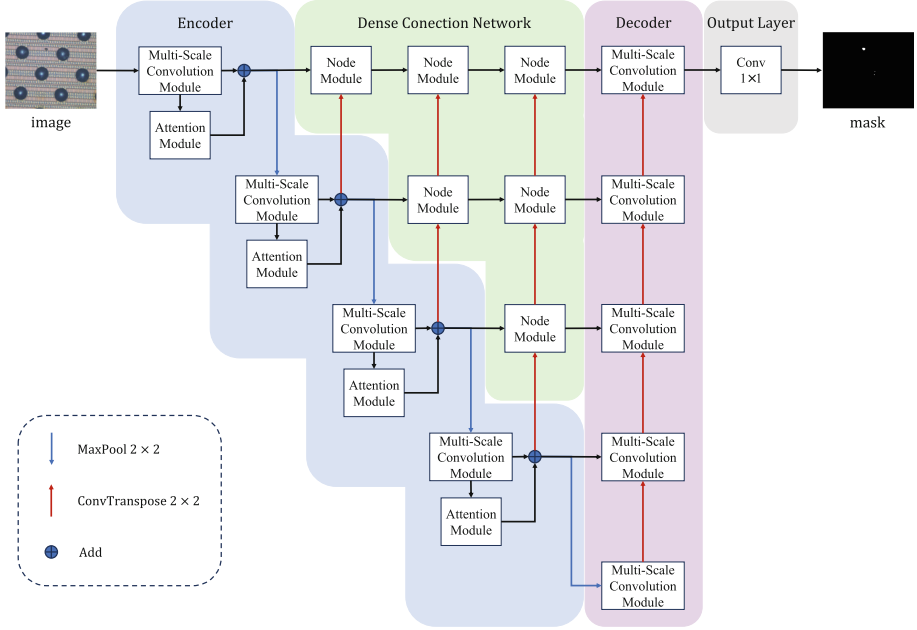 Encoder
Dense Conection Network
Decoder
Output Layer
image
Multi-Scale
Convolution
Module
Attention
Module
Node
Module
Node
Module
Node
Module
Multi-Scale
Convolution
Module
Conv
1×1
mask
Multi-Scale
Convolution
Module
Attention
Module
Node
Module
Node
Module
Multi-Scale
Convolution
Module
Multi-Scale
Convolution
Module
Attention
Module
Node
Module
Multi-Scale
Convolution
Module
Multi-Scale
Convolution
Module
Attention
Module
Multi-Scale
Convolution
Module
Multi-Scale
Convolution
Module
MaxPool 2 × 2
ConvTranspose 2 × 2
Add